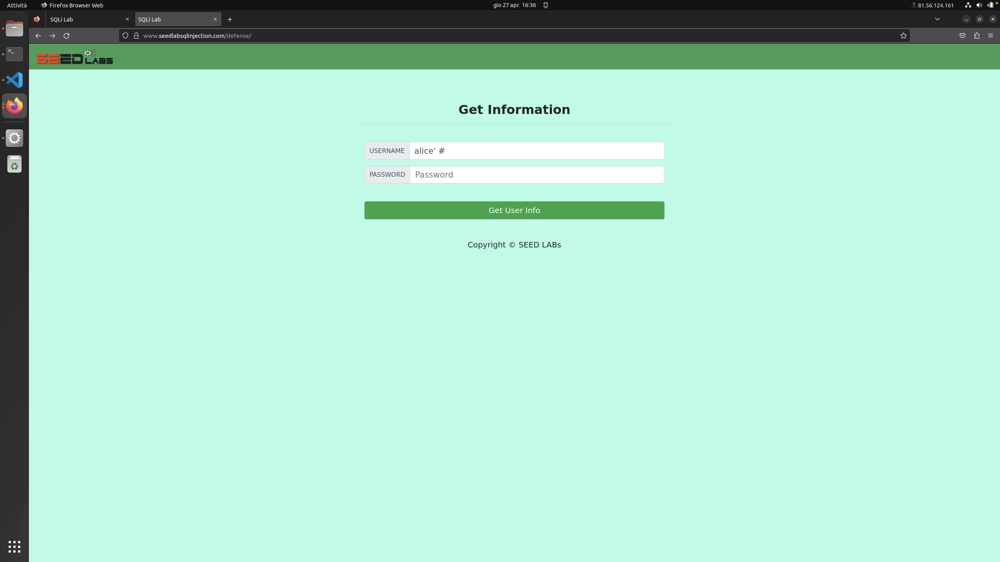 Attività
Firefox Browser Web
gio 27 apr 16:36
81.56.124.161
SQLi Lab
SQLi Lab
www.seedlabsqlinjection.com/defense/
SEED LABS
Get Information
USERNAME alice' #
PASSWORD Password
Get User Info
Copyright © SEED LABs